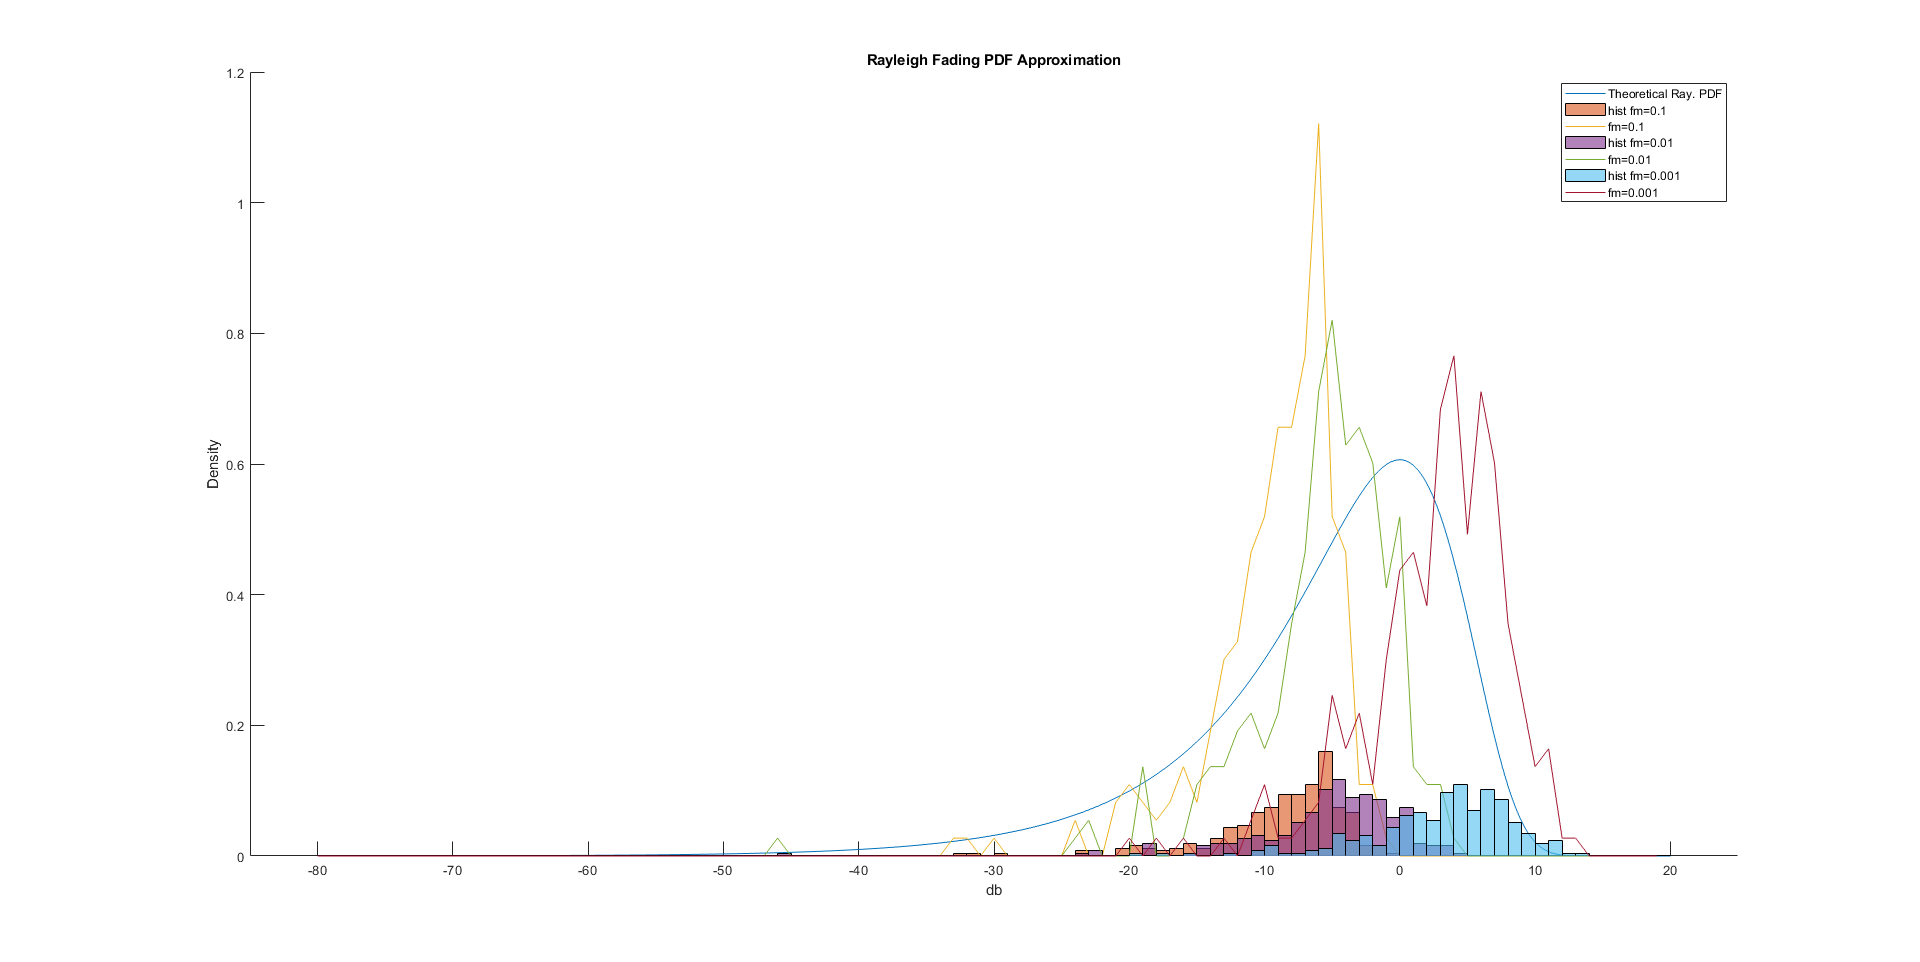 Rayleigh Fading PDF Approximation
1.2
1
0.8
0.6
0.4
0.2
0
Density
-80 -70 -60 -50 -40 -30 -20 -10 0 10 20
db
Theoretical Ray. PDF
hist fm=0.1
fm=0.1
hist fm=0.01
fm=0.01
hist fm=0.001
fm=0.001